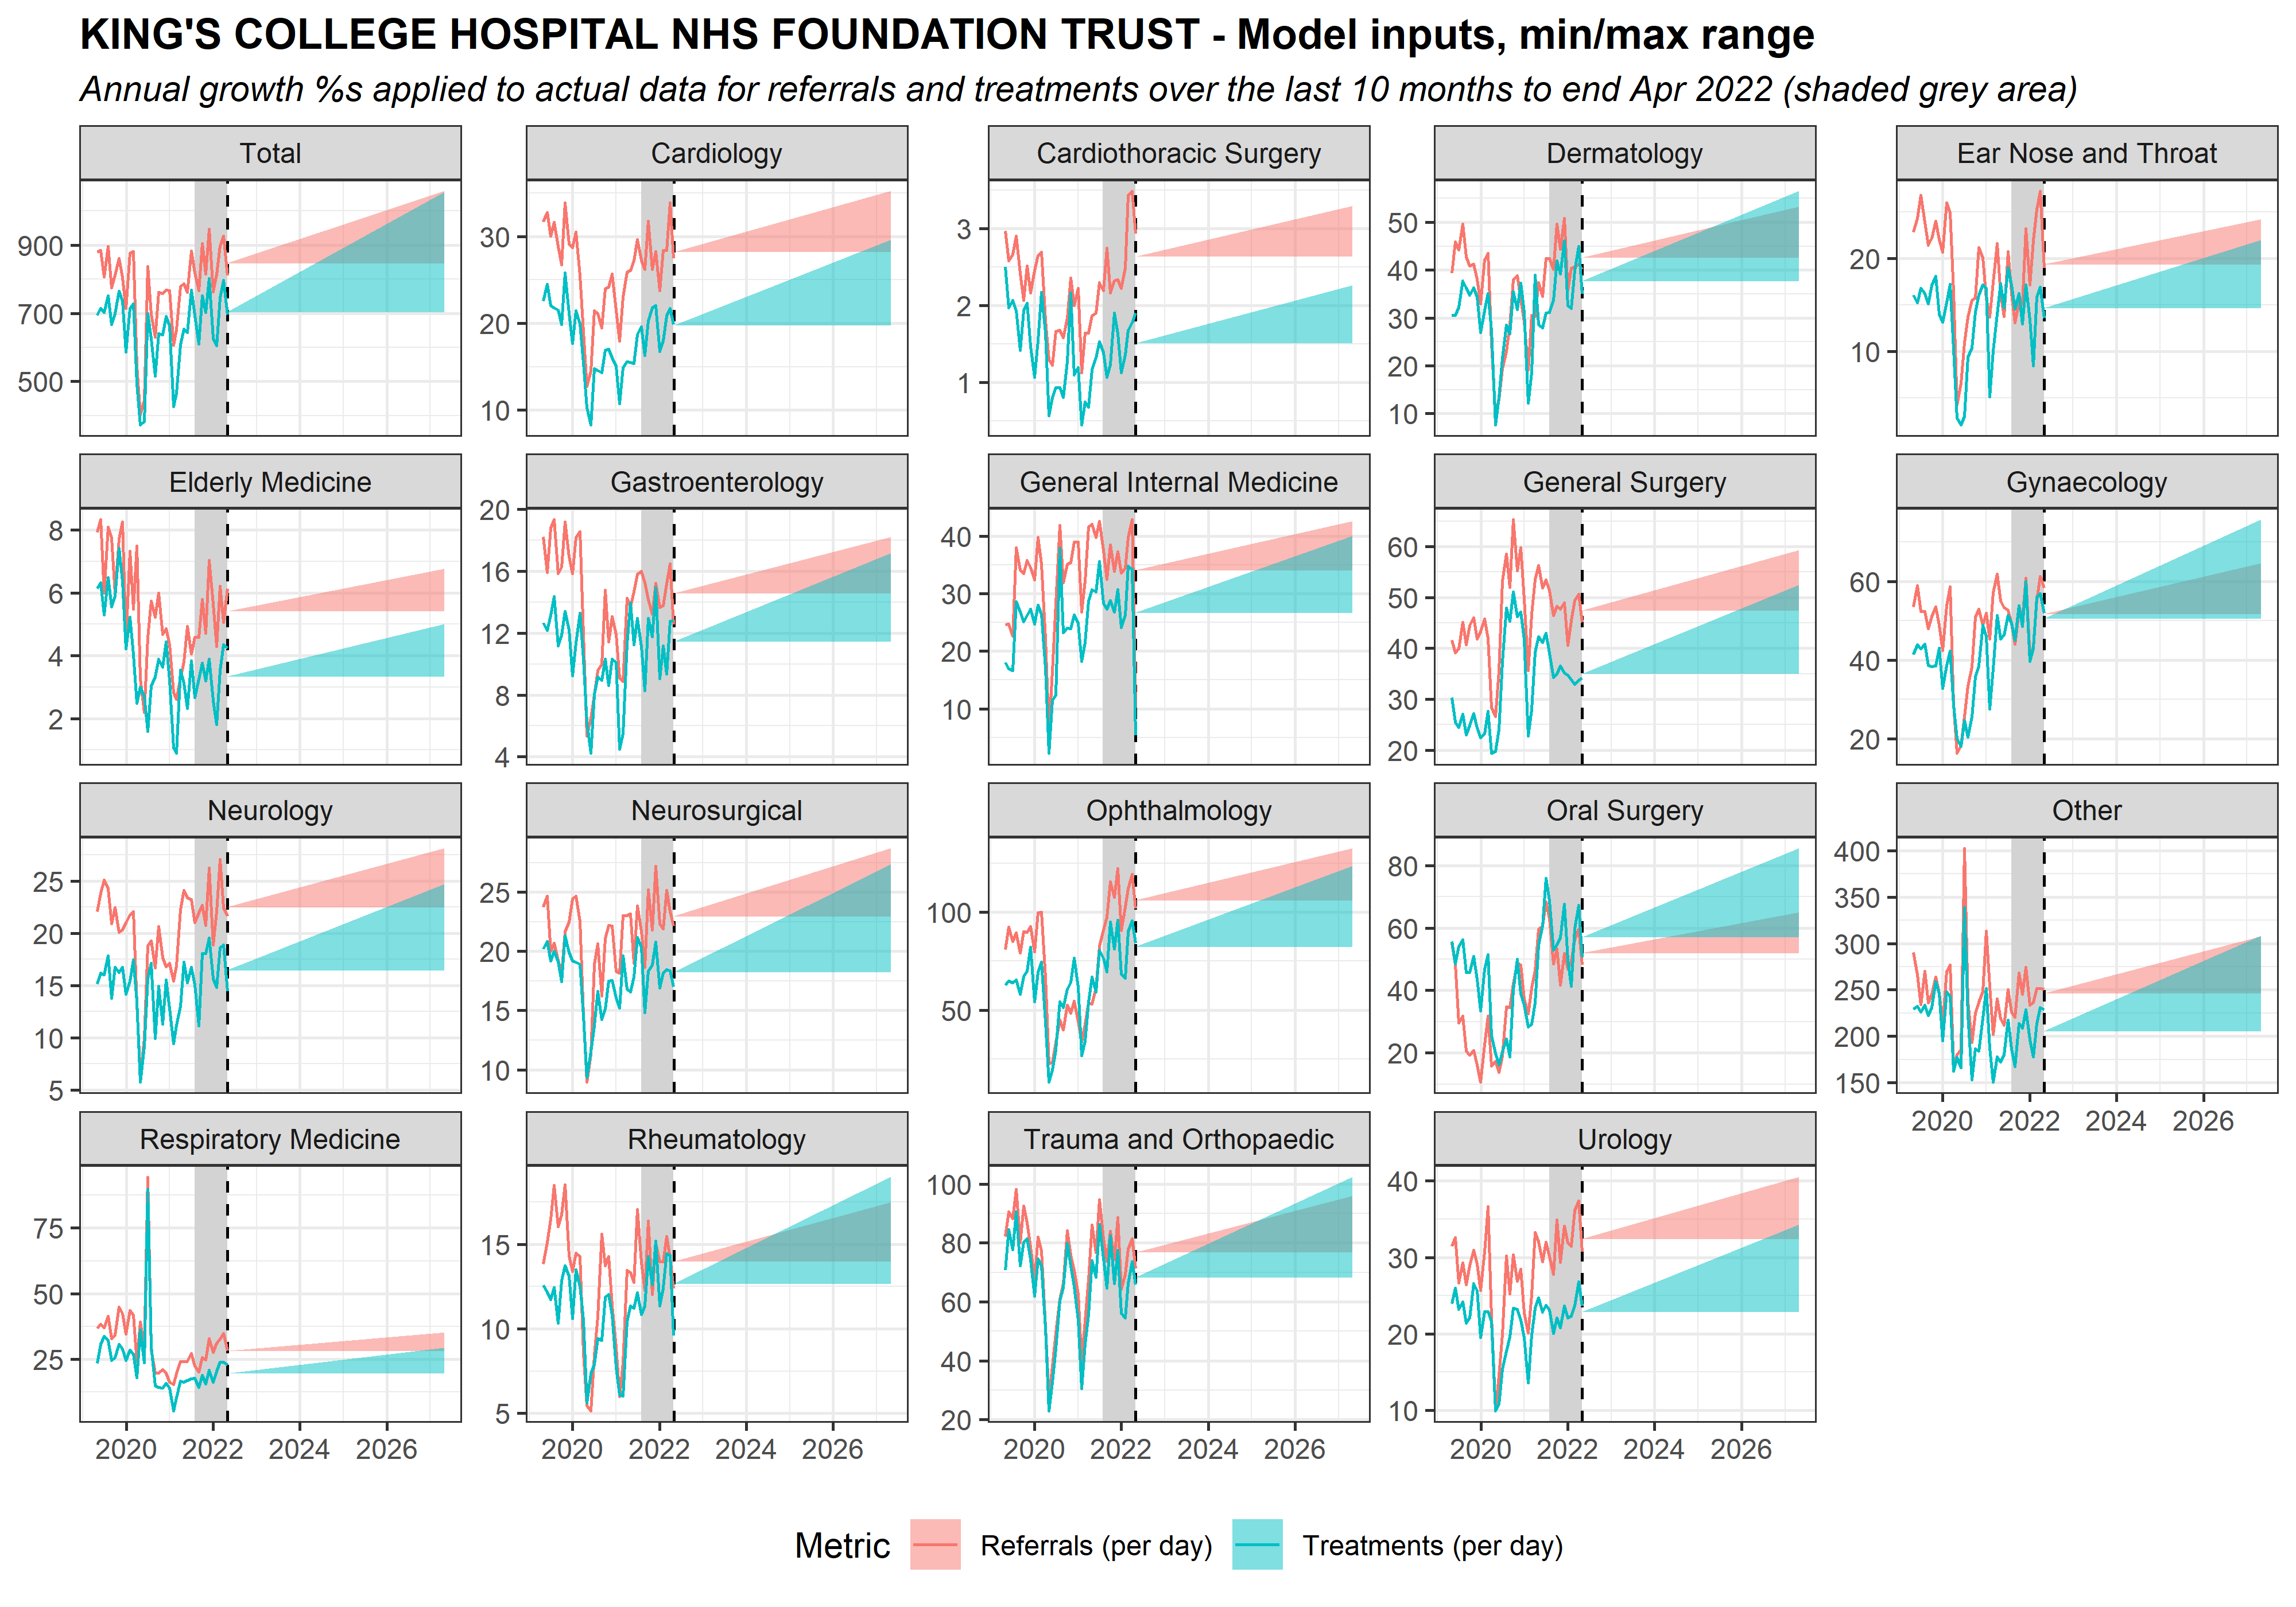 KING'S COLLEGE HOSPITAL NHS FOUNDATION TRUST - Model inputs, min/max range
Annual growth %s applied to actual data for referrals and treatments over the last 10 months to end Apr 2022 (shaded grey area)
Total
Cardiology
Cardiothoracic Surgery
Dermatology
Ear Nose and Throat
900
700
500
30
20
10
3
2
1
50
40
30
20
10
20
10
Elderly Medicine
Gastroenterology
General Internal Medicine
General Surgery
Gynaecology
8
6
4
2
20
16
12
8
4
40
30
20
10
60
50
40
30
20
60
40
20
Neurology
Neurosurgical
Ophthalmology
Oral Surgery
Other
25
20
15
10
5
25
20
15
10
100
50
80
60
40
20
400
350
300
250
200
150
2020 2022 2024 2026
Respiratory Medicine
Rheumatology
Trauma and Orthopaedic
Urology
75
50
25
15
10
5
100
80
60
40
20
40
30
20
10
2020 2022 2024 2026
2020 2022 2024 2026
2020 2022 2024 2026
2020 2022 2024 2026
Metric Referrals (per day) Treatments (per day)